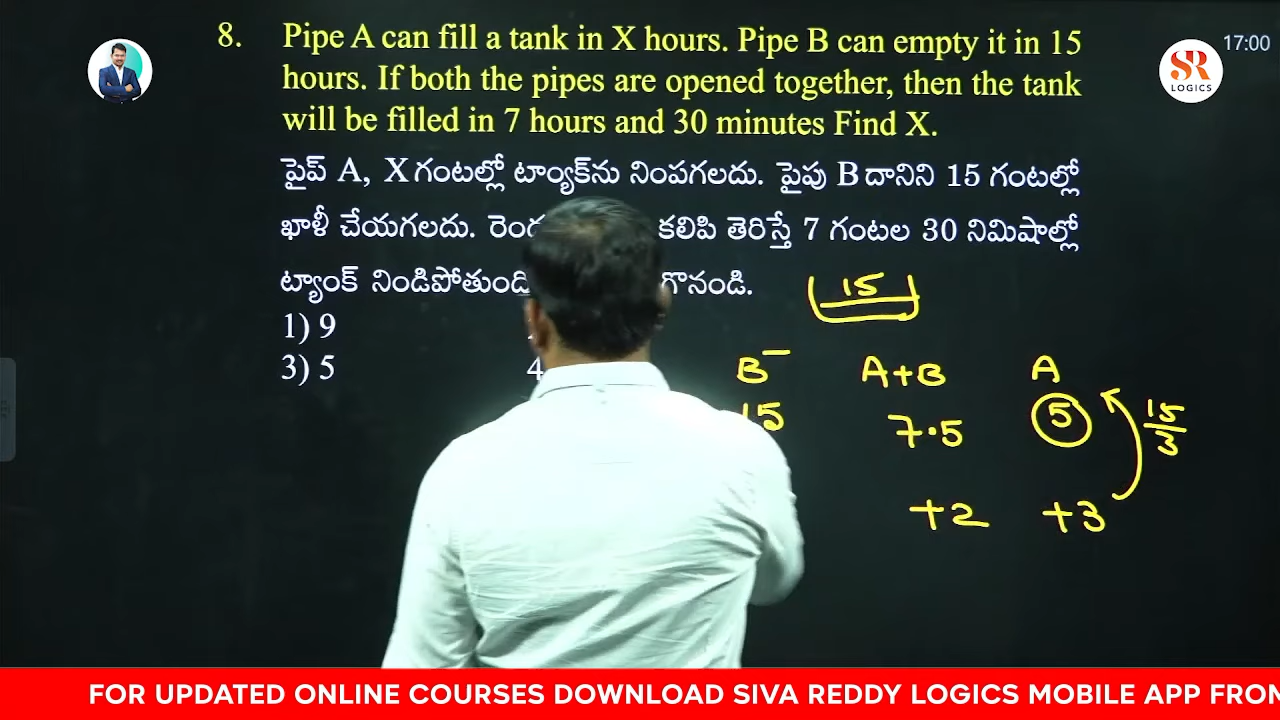 8. Pipe A can fill a tank in X hours. Pipe B can empty it in 15
hours. If both the pipes are opened together, then the tank
will be filled in 7 hours and 30 minutes Find X.
పైప్ A, X గంటల్లో టాంక్యును నింపగలదు. పైపు B దానిని 15 గంటల్లో
ఖాళీ చేయగలదు. కలిపి తెరిస్తే 7 గంటల 30 నిమిషాల్లో
ట్యాంక్ నిండిపోతుంది
1) 9
3) 5
4
15
B⁻ A+B A
15 7.5 5 15/3
+2 +3
SR
LOGICS
17:00
FOR UPDATED ONLINE COURSES DOWNLOAD SIVA REDDY LOGICS MOBILE APP FROM